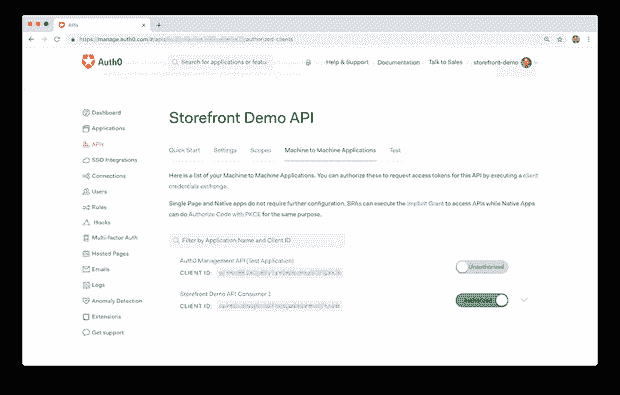 APIs
https://manage.auth0.com/#/apis/ /authorized-clients
Auth0
Search for applications or featu
Help & Support
Documentation
Talk to Sales
storefront-demo
Dashboard
Applications
APIs
SSO Integrations
Connections
Users
Rules
Hooks
Multi-factor Auth
Hosted Pages
Emails
Logs
Anomaly Detection
Extensions
Get support
Storefront Demo API
Quick Start
Settings
Scopes
Machine to Machine Applications
Test
Here is a list of your Machine to Machine Applications. You can authorize these to request access tokens for this API by executing a client
credentials exchange.
Single Page and Native apps do not require further configuration. SPAs can execute the Implicit Grant to access APIs while Native Apps
can do Authorize Code with PKCE for the same purpose.
Filter by Application Name and Client ID
Auth0 Management API (Test Application)
CLIENT ID:
Unauthorized
Storefront Demo API Consumer 1
CLIENT ID: